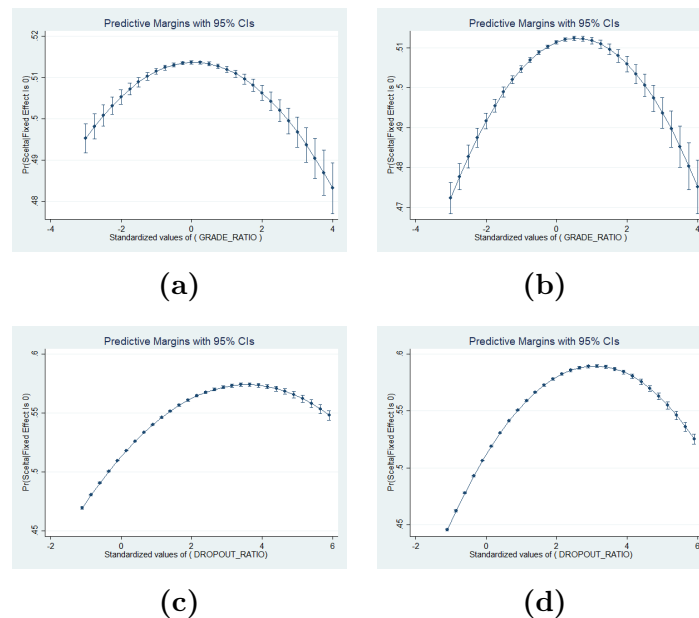 Predictive Margins with 95% CIs
Pr(Scelta|Fixed Effect Is 0)
.52
.51
.5
.49
.48
-4 -2 0 2 4
Standardized values of ( GRADE_RATIO )
(a)
Predictive Margins with 95% CIs
Pr(Scelta|Fixed Effect Is 0)
.51
.5
.49
.48
.47
-4 -2 0 2 4
Standardized values of ( GRADE_RATIO )
(b)
Predictive Margins with 95% CIs
Pr(Scelta|Fixed Effect Is 0)
.6
.55
.5
.45
-2 0 2 4 6
Standardized values of ( DROPOUT_RATIO)
(c)
Predictive Margins with 95% CIs
Pr(Scelta|Fixed Effect Is 0)
.6
.55
.5
.45
-2 0 2 4 6
Standardized values of ( DROPOUT_RATIO)
(d)